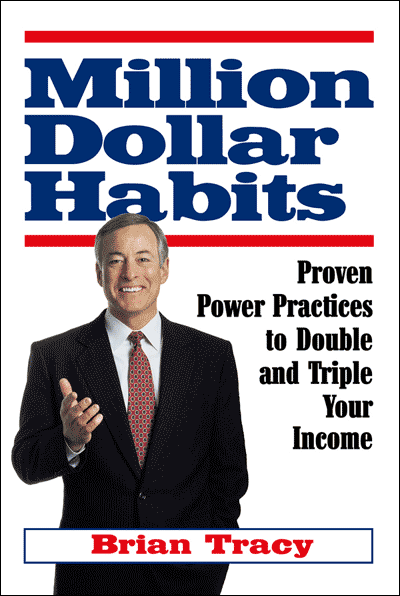 Million
Dollar
Habits
Proven
Power Practices
to Double
and Triple
Your
Income
Brian Tracy